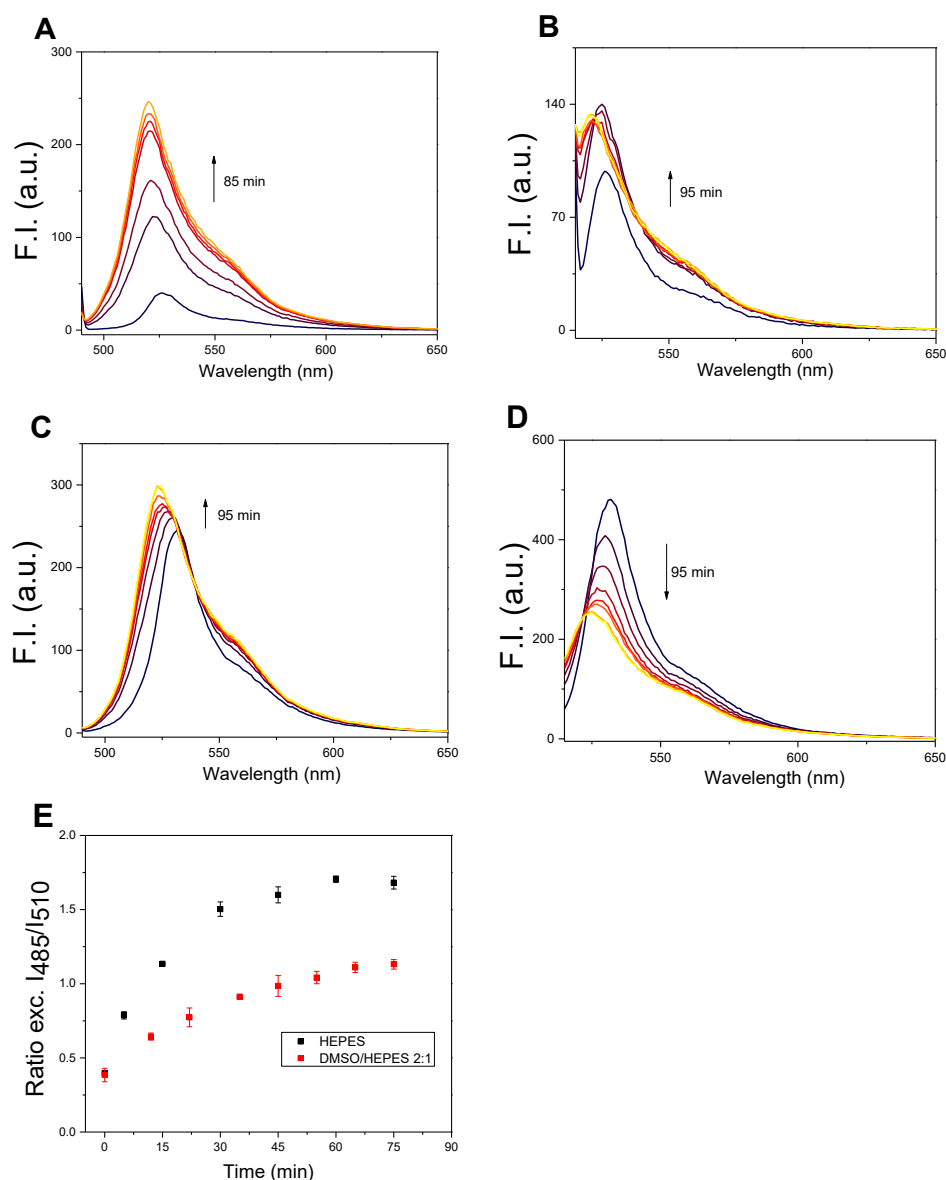 A
300
200
100
0
F.I. (a.u.)
85 min
500 550 600 650
Wavelength (nm)
B
140
70
0
F.I. (a.u.)
95 min
550 600 650
Wavelength (nm)
C
300
200
100
0
F.I. (a.u.)
95 min
500 550 600 650
Wavelength (nm)
D
600
400
200
0
F.I. (a.u.)
95 min
550 600 650
Wavelength (nm)
E
2.0
1.5
1.0
0.5
0.0
Ratio exc. I485/I510
HEPES
DMSO/HEPES 2:1
0 15 30 45 60 75 90
Time (min)